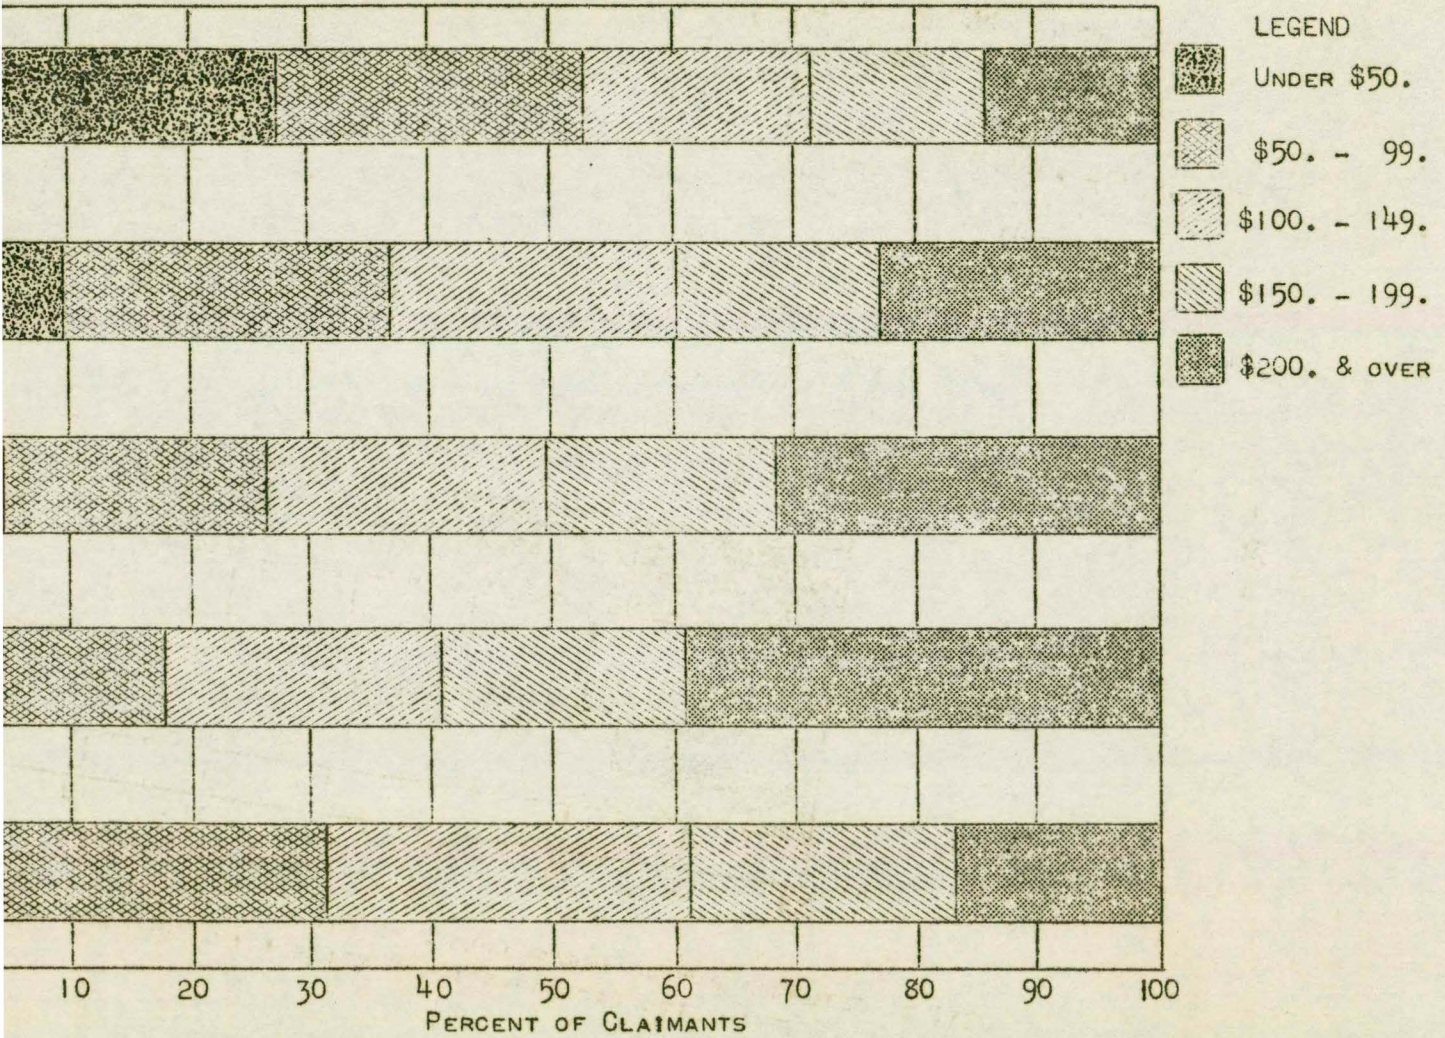 LEGEND
UNDER $50.
$50. - 99.
$100. - 149.
$150. - 199.
$200. & OVER
10 20 30 40 50 60 70 80 90 100
PERCENT OF CLAIMANTS